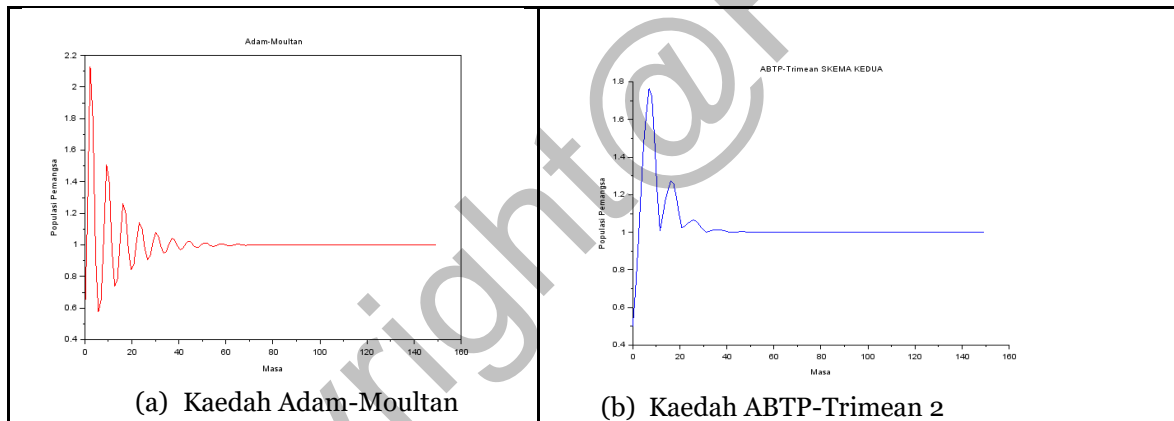 Adam-Moultan
2.2
2
1.8
1.6
1.4
1.2
1
0.8
0.6
0.4
Populasi Pemangsa
0 20 40 60 80 100 120 140 160
Masa
(a) Kaedah Adam-Moultan
ABTP-Trimean SKEMA KEDUA
1.8
1.6
1.4
1.2
1
0.8
0.6
0.4
Populasi Pemangsa
0 20 40 60 80 100 120 140 160
Masa
(b) Kaedah ABTP-Trimean 2
yright@